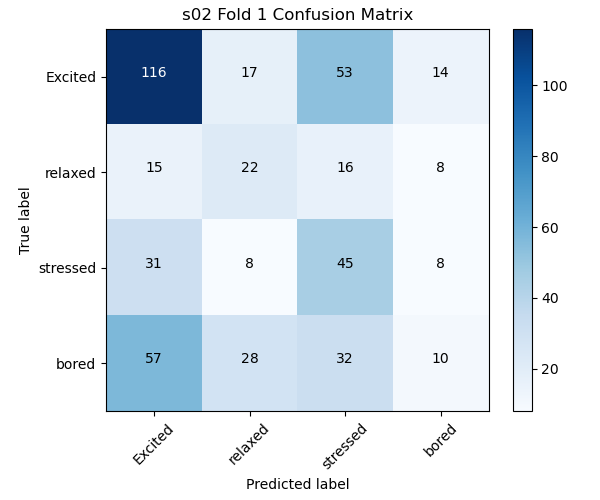 s02 Fold 1 Confusion Matrix
Excited 116 17 53 14
relaxed 15 22 16 8
stressed 31 8 45 8
bored 57 28 32 10
Excited relaxed stressed bored
Predicted label
True label
100
80
60
40
20